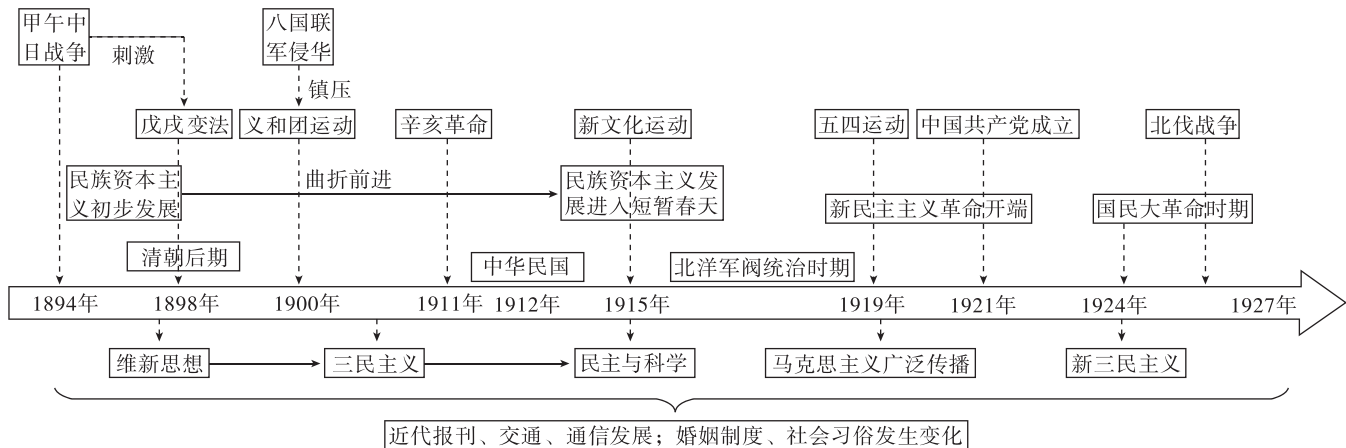 甲午中
日战争
刺激
八国联
军侵华
镇压
戊戌变法
义和团运动
辛亥革命
新文化运动
五四运动
中国共产党成立
北伐战争
民族资本主
义初步发展
曲折前进
民族资本主义发
展进入短暂春天
新民主主义革命开端
国民大革命时期
清朝后期
中华民国
北洋军阀统治时期
1894年
1898年
1900年
1911年
1912年
1915年
1919年
1921年
1924年
1927年
维新思想
三民主义
民主与科学
马克思主义广泛传播
新三民主义
近代报刊、交通、通信发展；婚姻制度、社会习俗发生变化